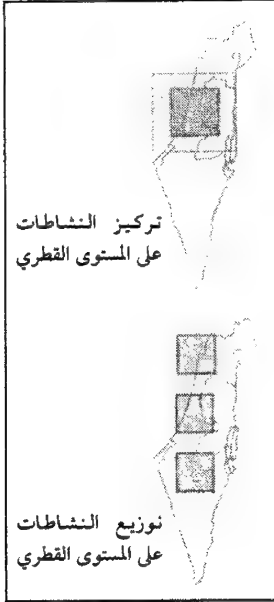 تركيز النشاطات
على المستوى القطري
توزيع النشاطات
على المستوى القطري